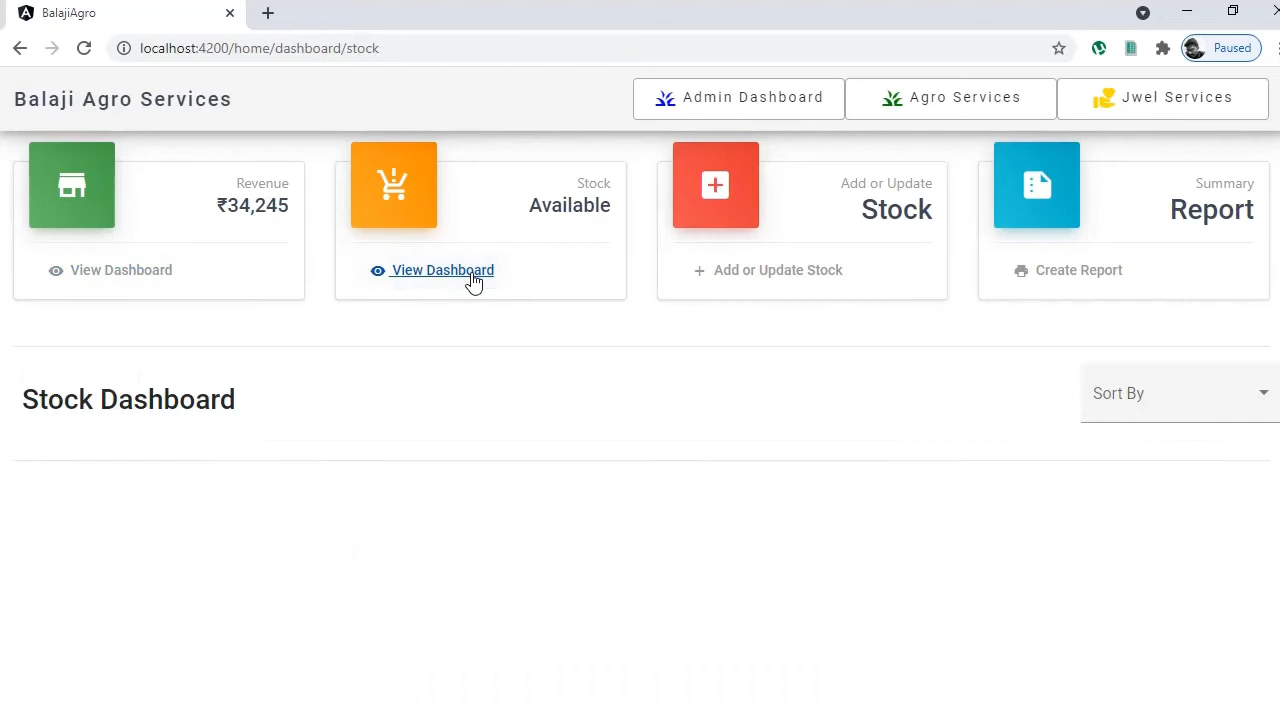 BalajiAgro
localhost:4200/home/dashboard/stock
Paused
Balaji Agro Services
Admin Dashboard
Agro Services
Jwel Services
Revenue
₹34,245
View Dashboard
Stock
Available
View Dashboard
Add or Update
Stock
Add or Update Stock
Summary
Report
Create Report
Stock Dashboard
Sort By